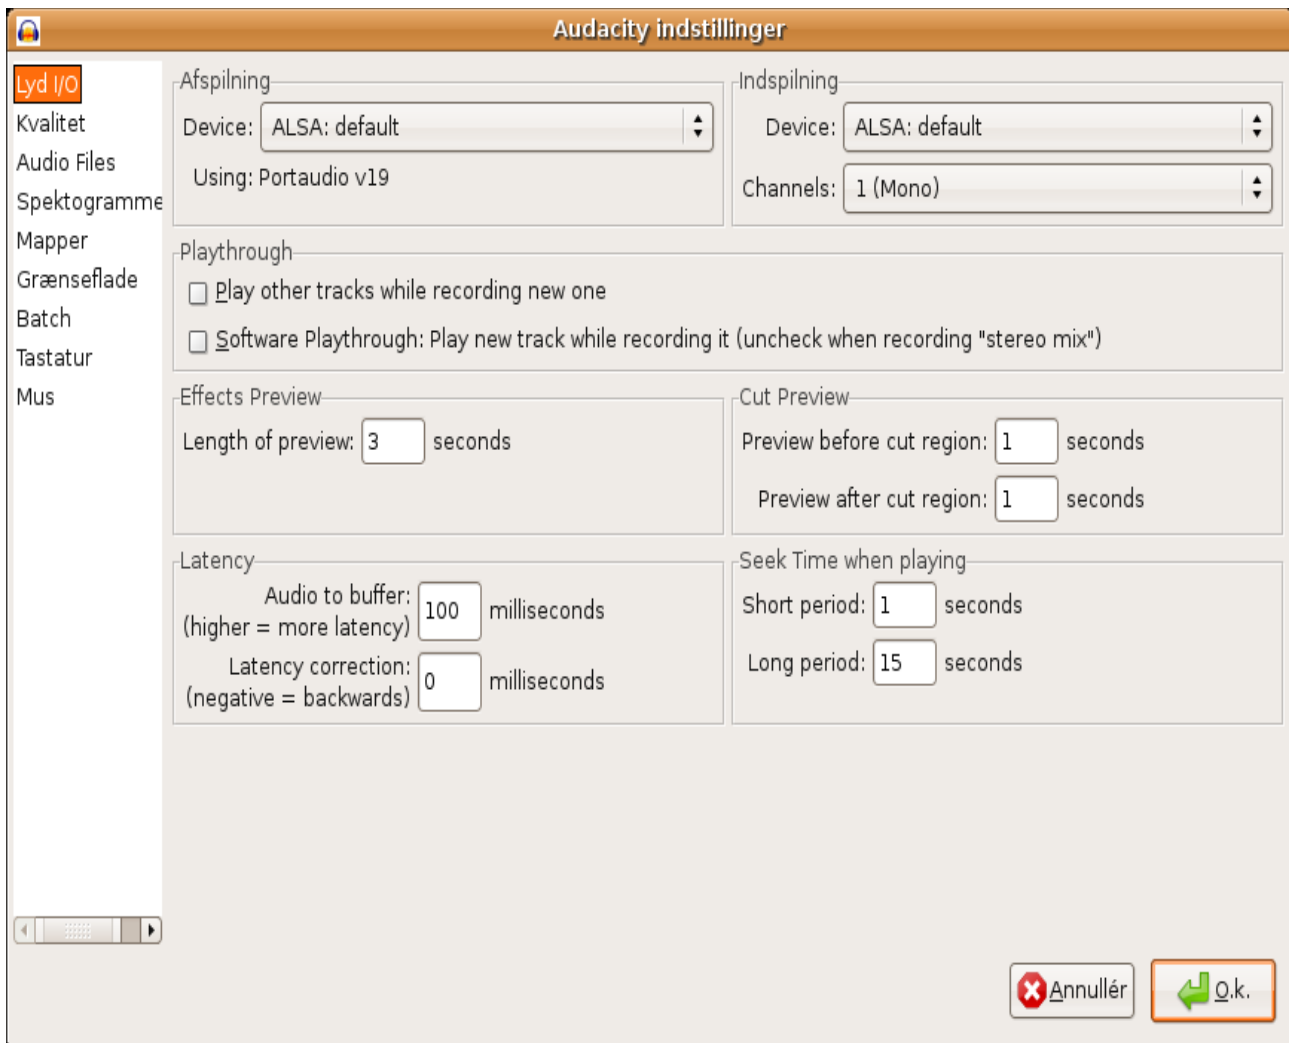 Audacity indstillinger
Lyd I/O
Kvalitet
Audio Files
Spektogramme
Mapper
Grænseflade
Batch
Tastatur
Mus
Afspilning
Device: ALSA: default
Using: Portaudio v19
Indspilning
Device: ALSA: default
Channels: 1 (Mono)
Playthrough
Play other tracks while recording new one
Software Playthrough: Play new track while recording it (uncheck when recording "stereo mix")
Effects Preview
Length of preview: 3 seconds
Cut Preview
Preview before cut region: 1 seconds
Preview after cut region: 1 seconds
Latency
Audio to buffer:
(higher = more latency) 100 milliseconds
Latency correction:
(negative = backwards) 0 milliseconds
Seek Time when playing
Short period: 1 seconds
Long period: 15 seconds
Annullér
O.k.